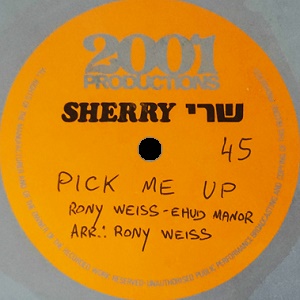 2001
PRODUCTIONS
SHERRY שרי
45
PICK ME UP
RONY WEISS-EHUD MANOR
ARR.: RONY WEISS